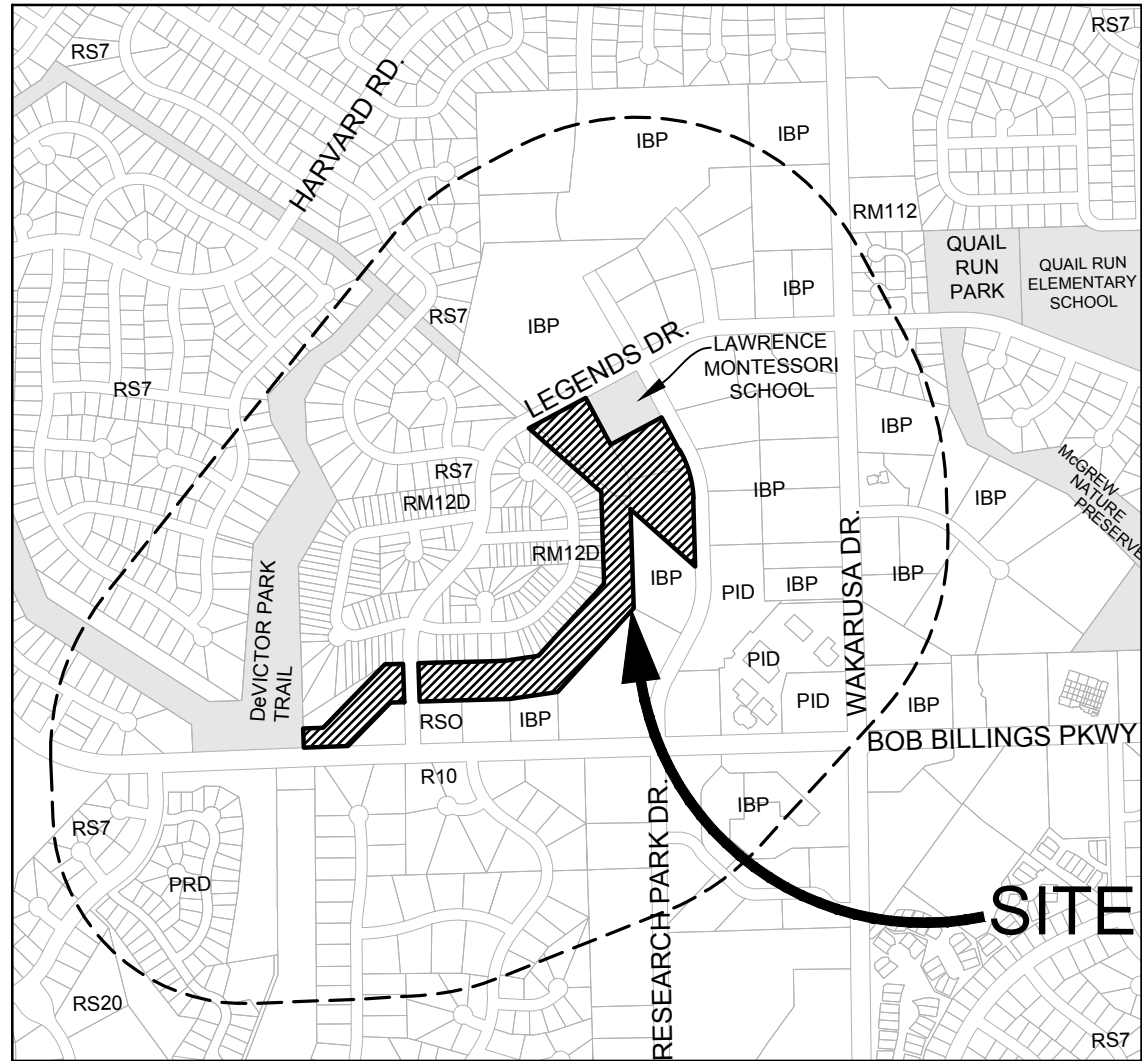 RS7
RS7
HARVARD RD.
IBP
IBP
RM112
QUAIL
RUN
PARK
QUAIL RUN
ELEMENTARY
SCHOOL
IBP
RS7
IBP
LEGENDS DR.
LAWRENCE
MONTESSORI
SCHOOL
RS7
IBP
RS7
RM12D
IBP
IBP
McGREW
NATURE
PRESERVE
WAKARUSA DR.
RM12D
IBP
PID
IBP
IBP
DeVICTOR PARK
TRAIL
PID
PID
IBP
RSO
IBP
BOB BILLINGS PKWY
R10
RESEARCH PARK DR.
IBP
RS7
PRD
SITE
RS20
RS7